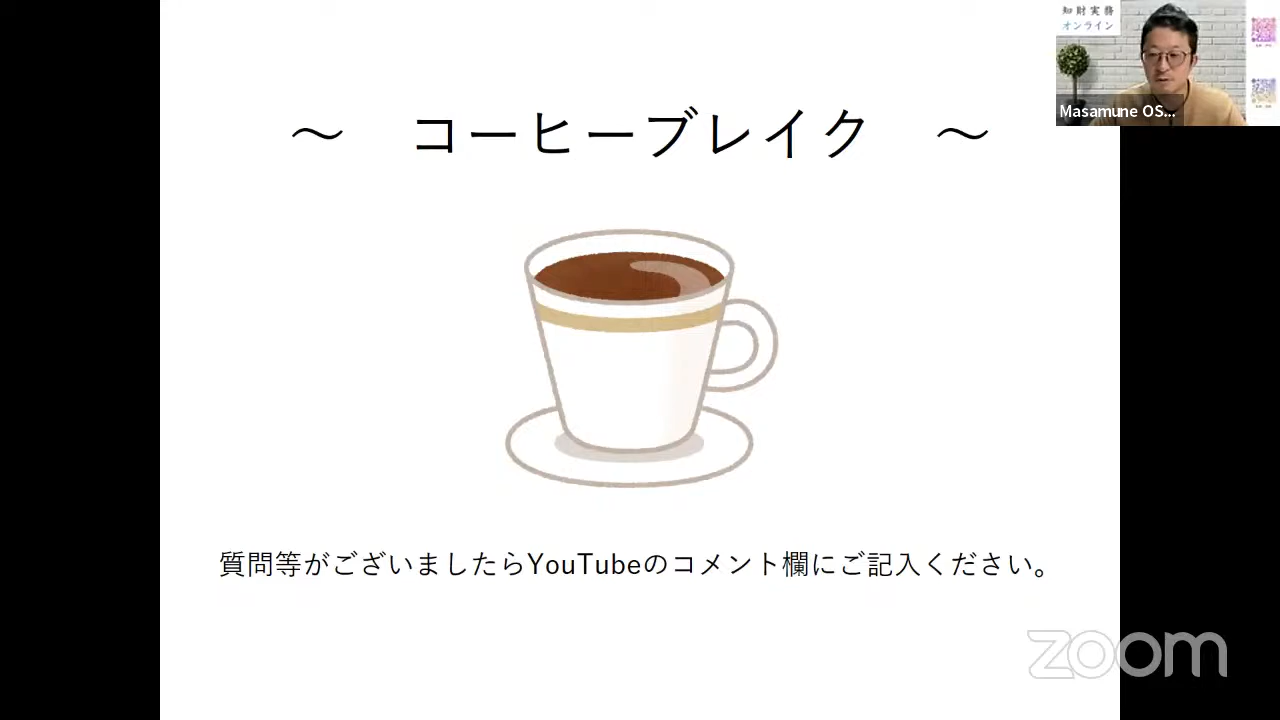 知財実務
オンライン
Masamune OS...
～ コーヒーブレイク ～
質問等がございましたらYouTubeのコメント欄にご記入ください。
zoom